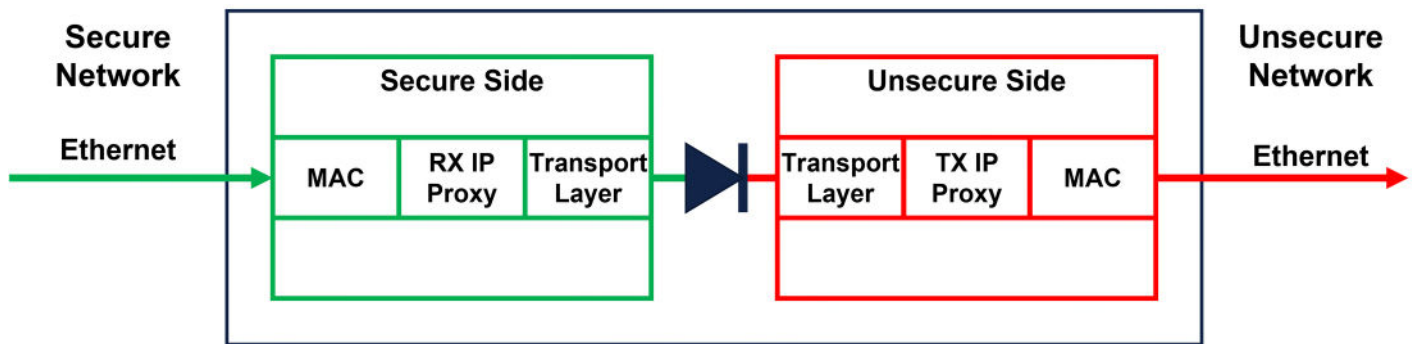 Secure
Network
Ethernet
Secure Side
MAC
RX IP
Proxy
Transport
Layer
Unsecure Side
Transport
Layer
TX IP
Proxy
MAC
Unsecure
Network
Ethernet